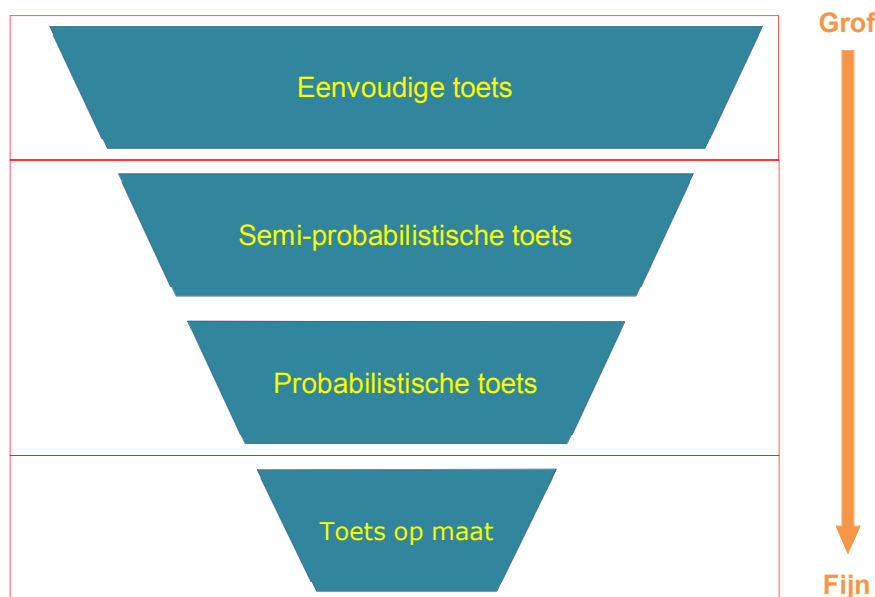 Grof
Eenvoudige toets
Semi-probabilistische toets
Probabilistische toets
Toets op maat
Fijn